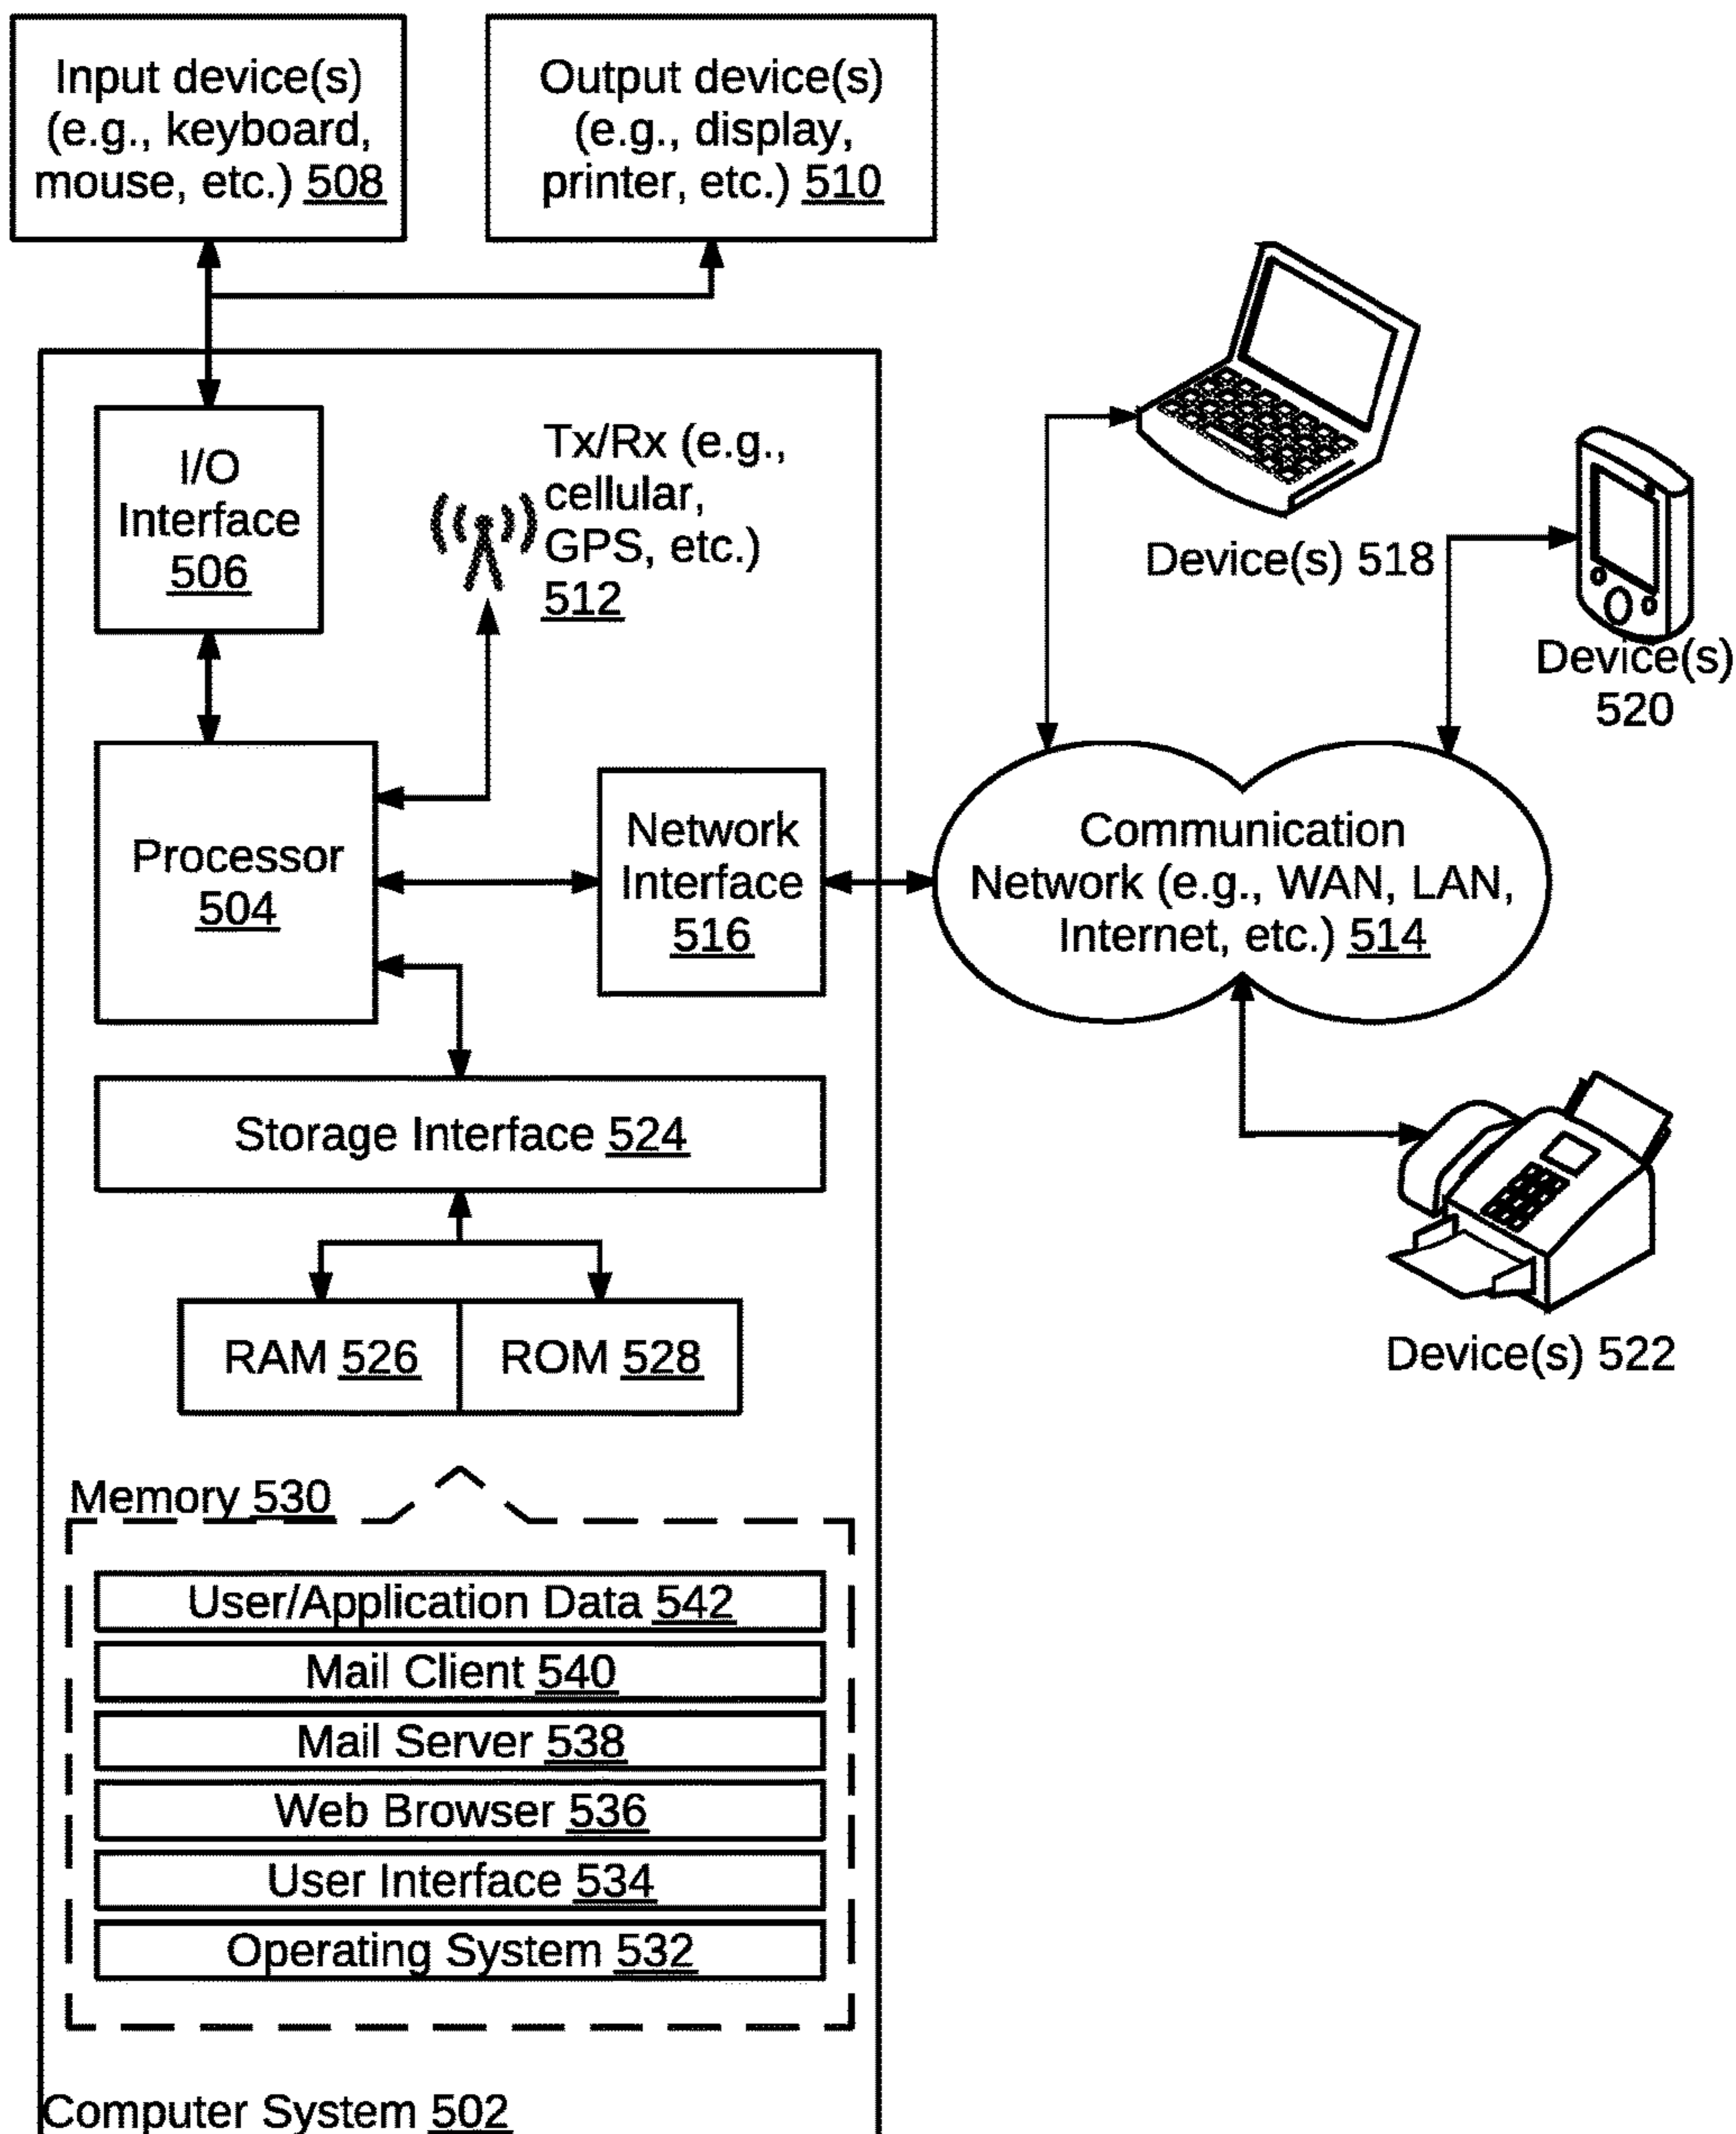 Input device(s)
(e.g., keyboard,
mouse, etc.) 508
Output device(s)
(e.g., display,
printer, etc.) 510
I/O
Interface
506
Tx/Rx (e.g.,
cellular,
GPS, etc.)
512
Device(s) 518
Device(s)
520
Processor
504
Network
Interface
516
Communication
Network (e.g., WAN, LAN,
Internet, etc.) 514
Storage Interface 524
RAM 526
ROM 528
Device(s) 522
Memory 530
User/Application Data 542
Mail Client 540
Mail Server 538
Web Browser 536
User Interface 534
Operating System 532
Computer System 502